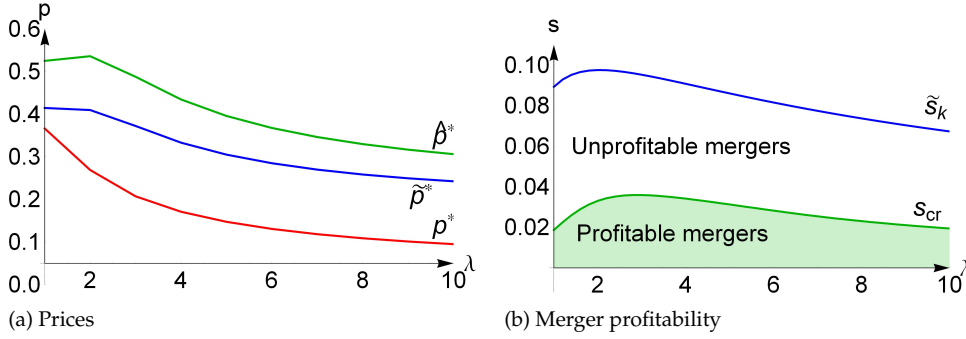 p
0.6
0.5
0.4
0.3
0.2
0.1
0.0
2
4
6
8
10
λ
p̂*
p̃*
p*
(a) Prices
s
0.10
0.08
0.06
0.04
0.02
2
4
6
8
10
λ
s̃k
Unprofitable mergers
scr
Profitable mergers
(b) Merger profitability